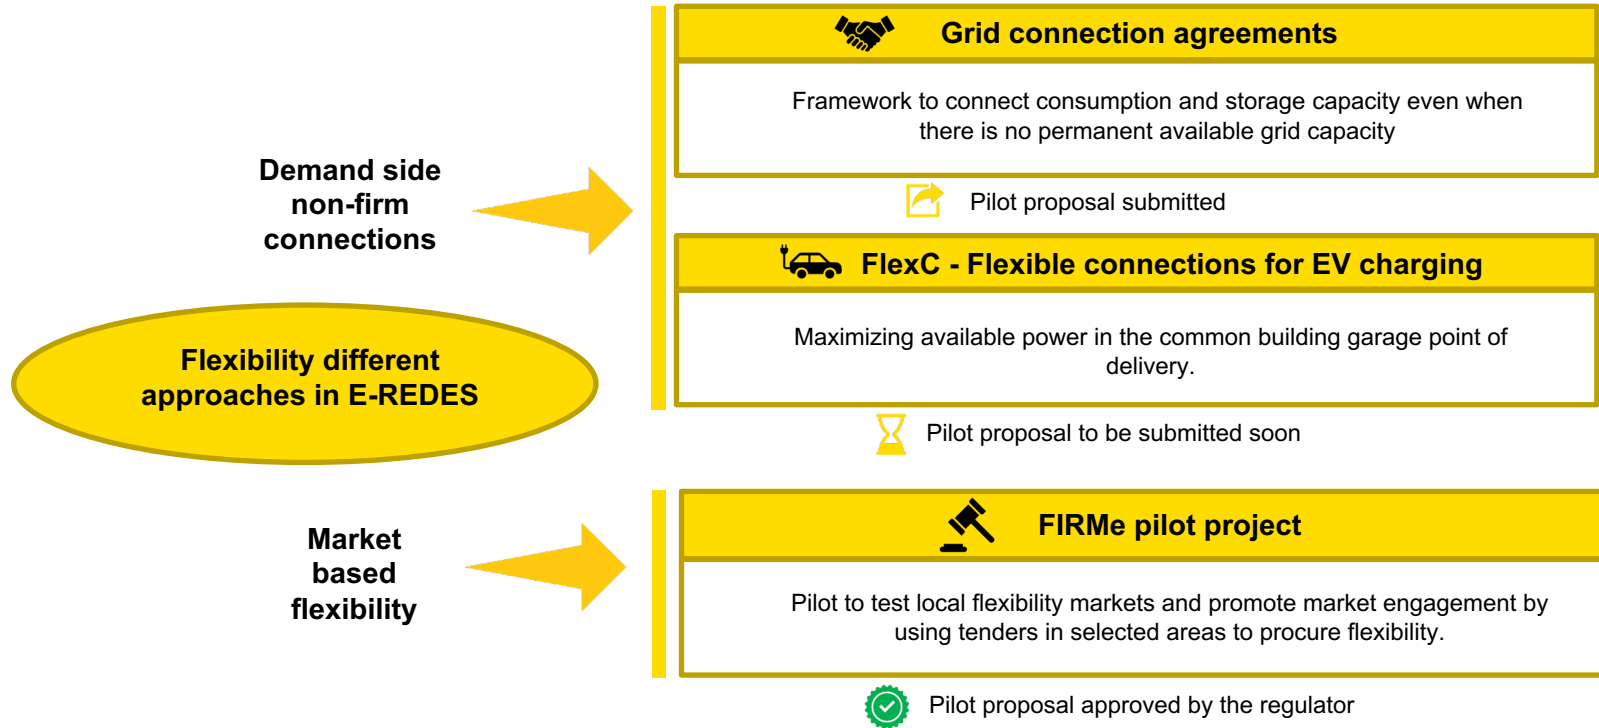 Flexibility different
approaches in E-REDES
Demand side
non-firm
connections
Grid connection agreements
Framework to connect consumption and storage capacity even when
there is no permanent available grid capacity
Pilot proposal submitted
FlexC - Flexible connections for EV charging
Maximizing available power in the common building garage point of
delivery.
Pilot proposal to be submitted soon
Market
based
flexibility
FIRMe pilot project
Pilot to test local flexibility markets and promote market engagement by
using tenders in selected areas to procure flexibility.
Pilot proposal approved by the regulator